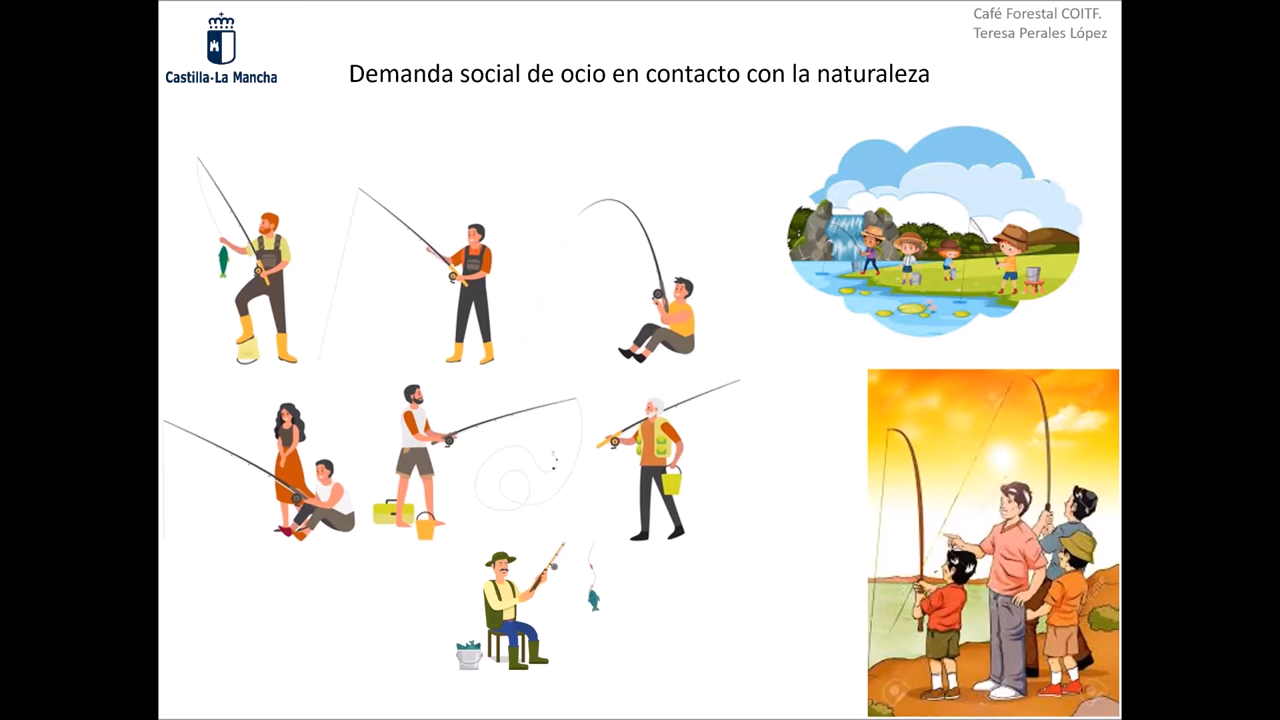 Café Forestal COITF.
Teresa Perales López
Castilla-La Mancha
Demanda social de ocio en contacto con la naturaleza